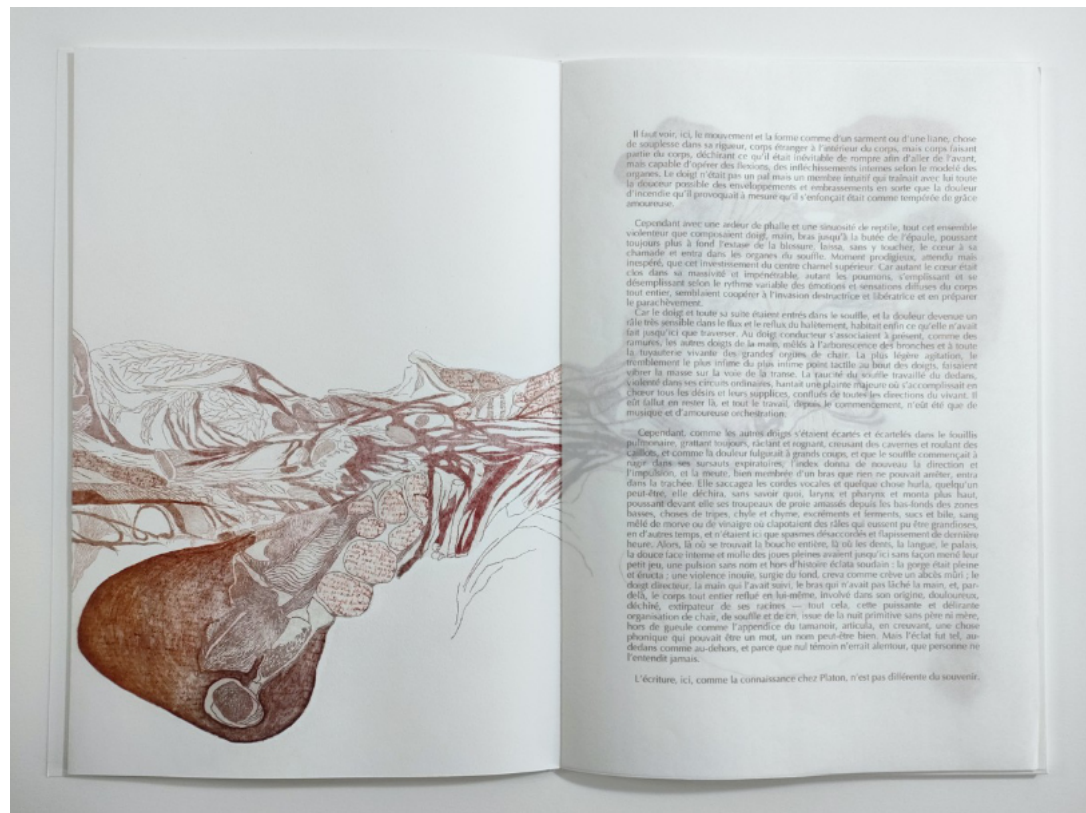 Il faut voir, ici, le mouvement et la forme comme d'un sarment ou d'une liane, chose
de souplesse dans sa rigueur, corps étranger à l'intérieur du corps, mais corps faisant
partie du corps, déchirant ce qu'il était inévitable de rompre afin d'aller de l'avant,
mais capable d'opérer des flexions, des infléchissements internes selon le modelé des
organes. Le doigt n'était pas un pal mais un membre intuitif qui traînait avec lui toute
la douceur possible des enveloppements et embrassements en sorte que la douleur
d'incendie qu'il provoquait à mesure qu'il s'enfonçait était comme tempérée de grâce
amoureuse.
Cependant avec une ardeur de phalle et une sinuosité de reptile, tout cet ensemble
violenteur que composaient doigt, main, bras jusqu'à la butée de l'épaule, poussant
toujours plus à fond l'extase de la blessure, laissa, sans y toucher, le cœur à sa
chamade et entra dans les organes du souffle. Moment prodigieux, attendu mais
inespéré, que cet investissement du centre charnel supérieur. Car autant le cœur était
clos dans sa massivité et impénétrable, autant les poumons, s'emplissant et se
désemplissant selon le rythme variable des émotions et sensations diffuses du corps
tout entier, semblaient coopérer à l'invasion destructrice et libératrice et en préparer
le parachèvement.
Car le doigt et toute sa suite étaient entrés dans le souffle, et la douleur devenue un
râle très sensible dans le flux et le reflux du halètement, habitait enfin ce qu'elle n'avait
fait jusqu'ici que traverser. Au doigt conducteur s'associaient à présent, comme des
ramures, les autres doigts de la main, mêlés à l'arborescence des bronches et à toute
la tuyauterie vivante des grandes orgues de chair. La plus légère agitation, le
tremblement le plus infime du plus intime point tactile au bout des doigts, faisaient
vibrer la masse sur la voie de la transe. La raucité du souffle travaillé du dedans,
violenté dans ses circuits ordinaires, hantait une plainte majeure où s'accomplissait en
chœur tous les désirs et leurs supplices, conflués de toutes les directions du vivant. Il
eût fallut en rester là, et tout le travail, depuis le commencement, n'eût été que de
musique et d'amoureuse orchestration.
Cependant, comme les autres doigts s'étaient écartés et écartelés dans le fouillis
pulmonaire, grattant toujours, raclant et rognant, creusant des cavernes et roulant des
caillots, et comme la douleur fulgurait à grands coups, et que le souffle commençait à
rugir dans ses sursauts expiratoires, l'index donna de nouveau la direction et
l'impulsion, et la meute, bien membrée d'un bras que rien ne pouvait arrêter, entra
dans la trachée. Elle saccagea les cordes vocales et quelque chose hurla, quelqu'un
peut-être, elle déchira, sans savoir quoi, larynx et pharynx et monta plus haut,
poussant devant elle ses troupeaux de proie amassés depuis les bas-fonds des zones
basses, choses de tripes, chyle et chyme, excréments et ferments, sucs et bile, sang
mêlé de morve ou de vinaigre où clapotaient des râles qui eussent pu être grandioses,
en d'autres temps, et n'étaient ici que spasmes désaccordés et glapissement de dernière
heure. Alors, là où se trouvait la bouche entière, là où les dents, la langue, le palais,
la douce face interne et mufle des joues pleines avaient jusqu'ici sans façon mené leur
petit jeu, une pulsion sans nom et hors d'histoire éclata soudain : la gorge était pleine
et éructa ; une violence inouïe, surgie du fond, creva comme crève un abcès mûri ; le
doigt directeur, la main qui l'avait suivi, le bras qui n'avait pas lâché la main, et, par-
delà, le corps tout entier reflué en lui-même, involvé dans son origine, douloureux,
déchiré, extirpateur de ses racines — tout cela, cette puissante et délirante
organisation de chair, de souffle et de cri, issue de la nuit primitive sans père ni mère,
hors de gueule comme l'appendice du tamanoir, articula, en creuvant, une chose
phonique qui pouvait être un mot, un nom peut-être bien. Mais l'éclat fut tel, au-
dedans comme au-dehors, et parce que nul témoin n'errait alentour, que personne ne
l'entendit jamais.
L'écriture, ici, comme la connaissance chez Platon, n'est pas différente du souvenir.